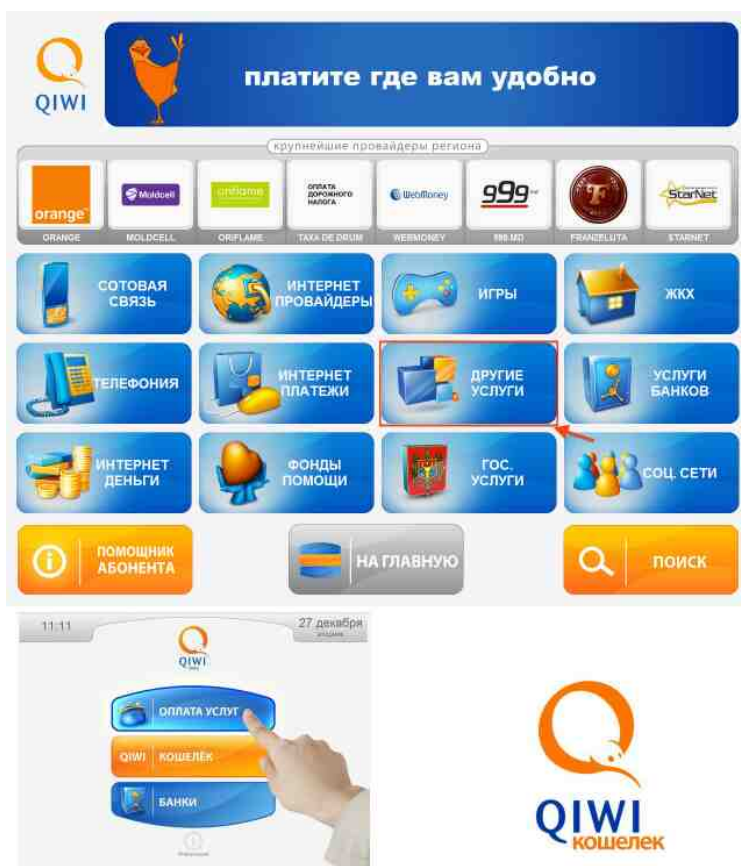 QIWI
платите где вам удобно
крупнейшие провайдеры региона
orange
Moldcell
oriflame
ОПЛАТА
ДОРОЖНОГО
НАЛОГА
WebMoney
999
StarNet
ORANGE
MOLDCELL
ORIFLAME
TAXA DE DRUM
WEBMONEY
999.MD
FRANZELUTA
STARNET
СОТОВАЯ
СВЯЗЬ
ИНТЕРНЕТ
ПРОВАЙДЕРЫ
ИГРЫ
ЖКХ
ТЕЛЕФОНИЯ
ИНТЕРНЕТ
ПЛАТЕЖИ
ДРУГИЕ
УСЛУГИ
УСЛУГИ
БАНКОВ
ИНТЕРНЕТ
ДЕНЬГИ
ФОНДЫ
ПОМОЩИ
ГОС.
УСЛУГИ
СОЦ. СЕТИ
ПОМОЩНИК
АБОНЕНТА
НА ГЛАВНУЮ
ПОИСК
11:11
27 декабря
QIWI
ОПЛАТА УСЛУГ
QIWI КОШЕЛЁК
БАНКИ
QIWI
кошелек